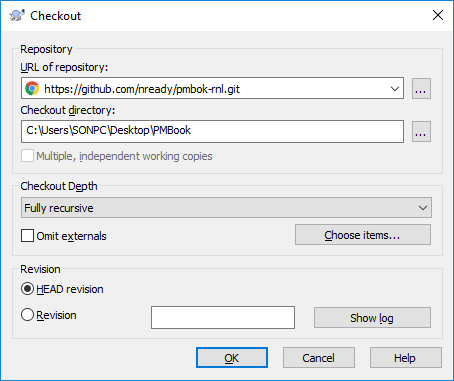 Checkout
Repository
URL of repository:
https://github.com/nready/pmbok-rnl.git
...
Checkout directory:
C:\Users\SONPC\Desktop\PMBook
...
Multiple, independent working copies
Checkout Depth
Fully recursive
Omit externals
Choose items...
Revision
HEAD revision
Revision
Show log
OK
Cancel
Help